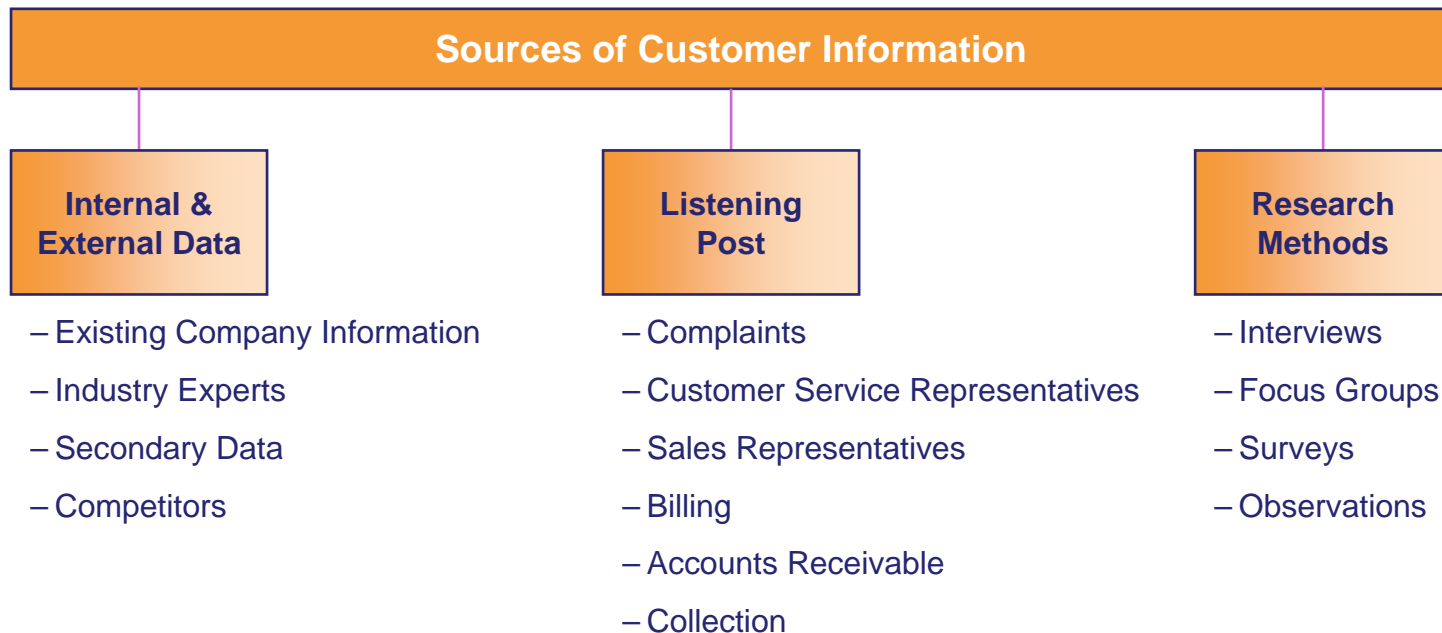 Sources of Customer Information
Internal &
External Data
– Existing Company Information
– Industry Experts
– Secondary Data
– Competitors
Listening
Post
– Complaints
– Customer Service Representatives
– Sales Representatives
– Billing
– Accounts Receivable
– Collection
Research
Methods
– Interviews
– Focus Groups
– Surveys
– Observations